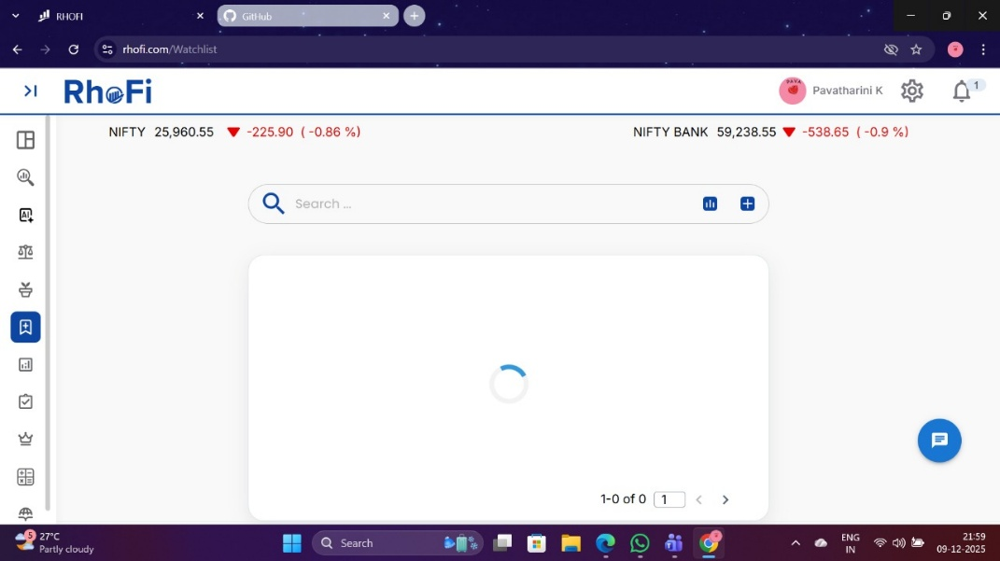 RHOFI
GitHub
rhofi.com/Watchlist
RhoFi
PAVA
Pavatharini K
1
NIFTY 25,960.55 -225.90 ( -0.86 %)
NIFTY BANK 59,238.55 -538.65 ( -0.9 %)
Search ...
AI
1-0 of 0 1
5
27°C
Partly cloudy
Search
ENG
IN
21:59
09-12-2025